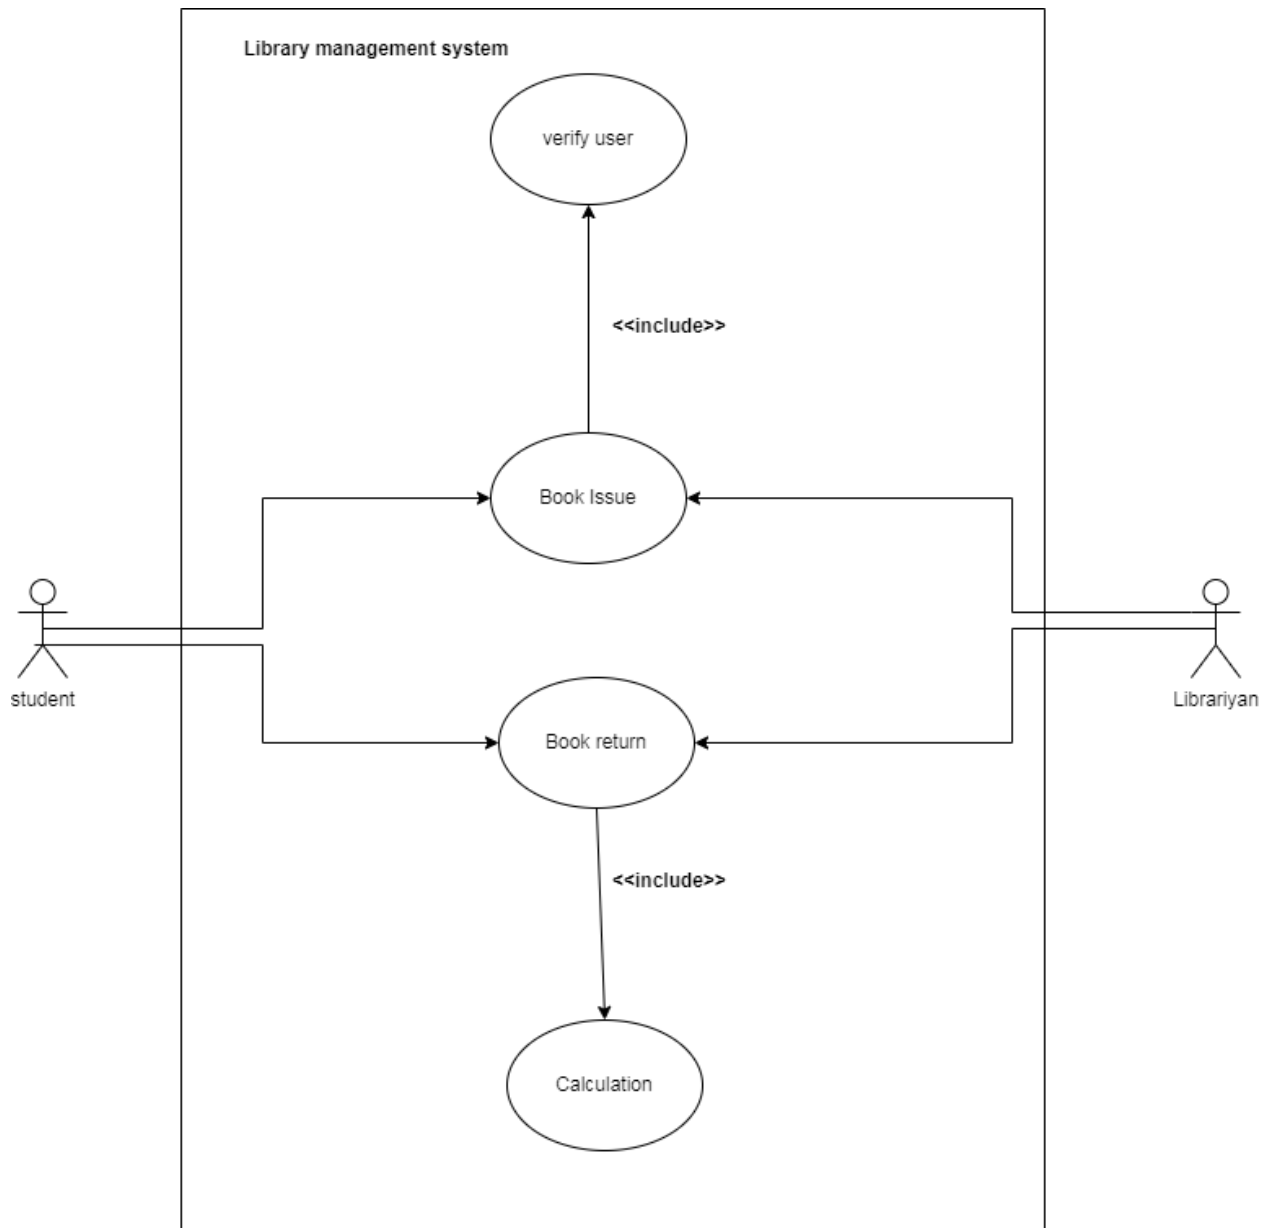 Library management system
verify user
<<include>>
Book Issue
student
Librariyan
Book return
<<include>>
Calculation